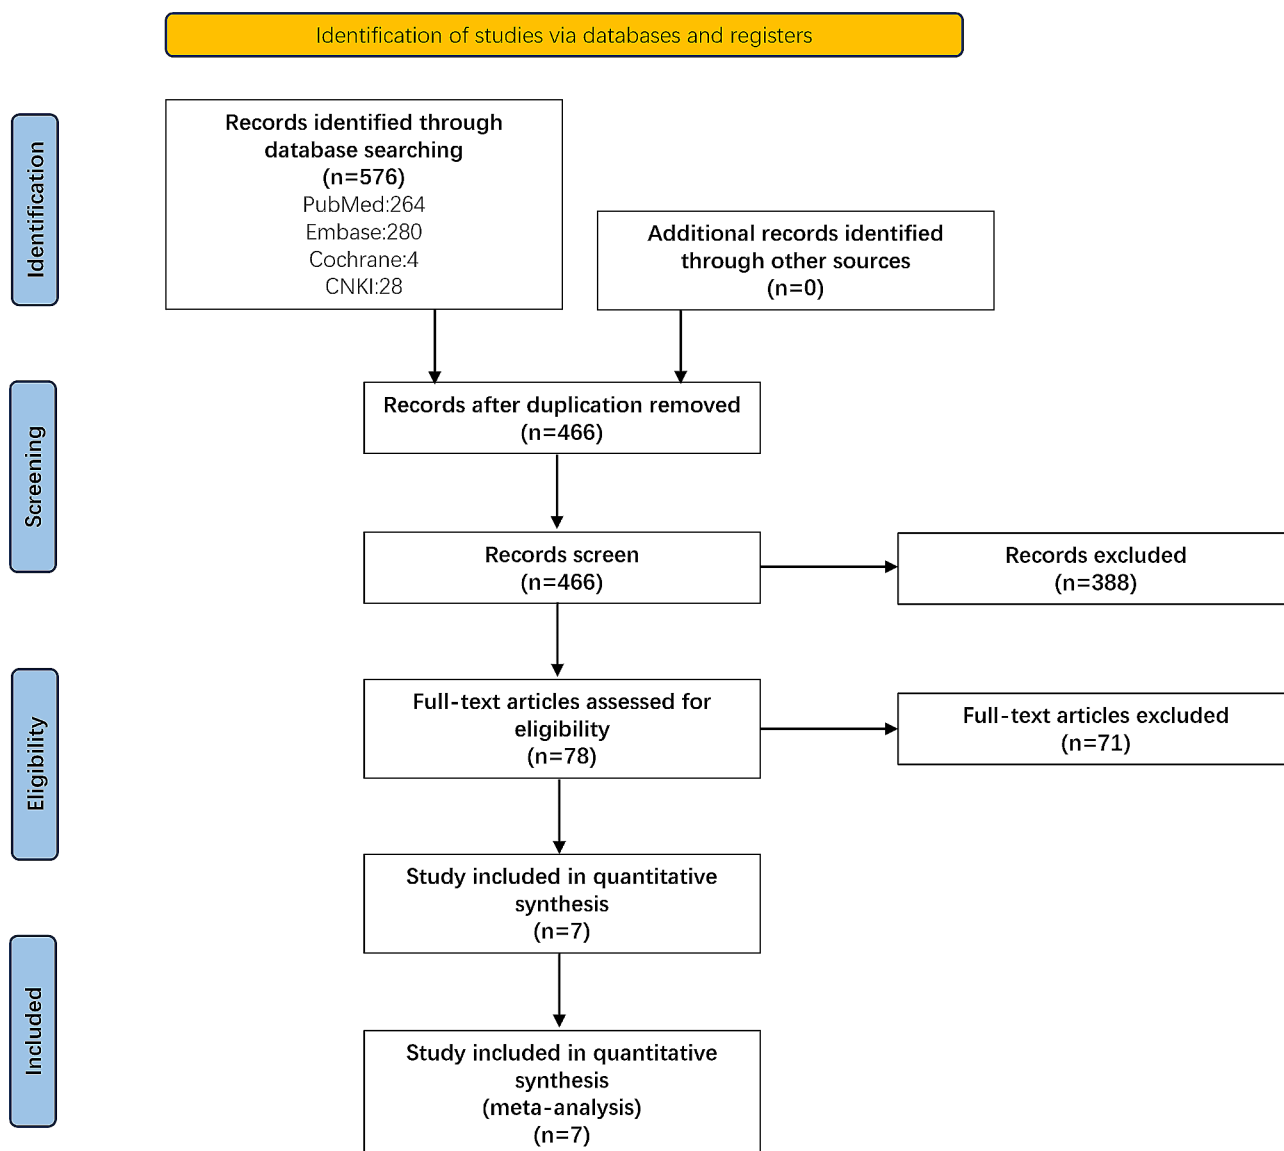 Identification of studies via databases and registers
Identification
Records identified through
database searching
(n=576)
PubMed:264
Embase:280
Cochrane:4
CNKI:28
Additional records identified
through other sources
(n=0)
Screening
Records after duplication removed
(n=466)
Records screen
(n=466)
Records excluded
(n=388)
Eligibility
Full-text articles assessed for
eligibility
(n=78)
Full-text articles excluded
(n=71)
Study included in quantitative
synthesis
(n=7)
Included
Study included in quantitative
synthesis
(meta-analysis)
(n=7)